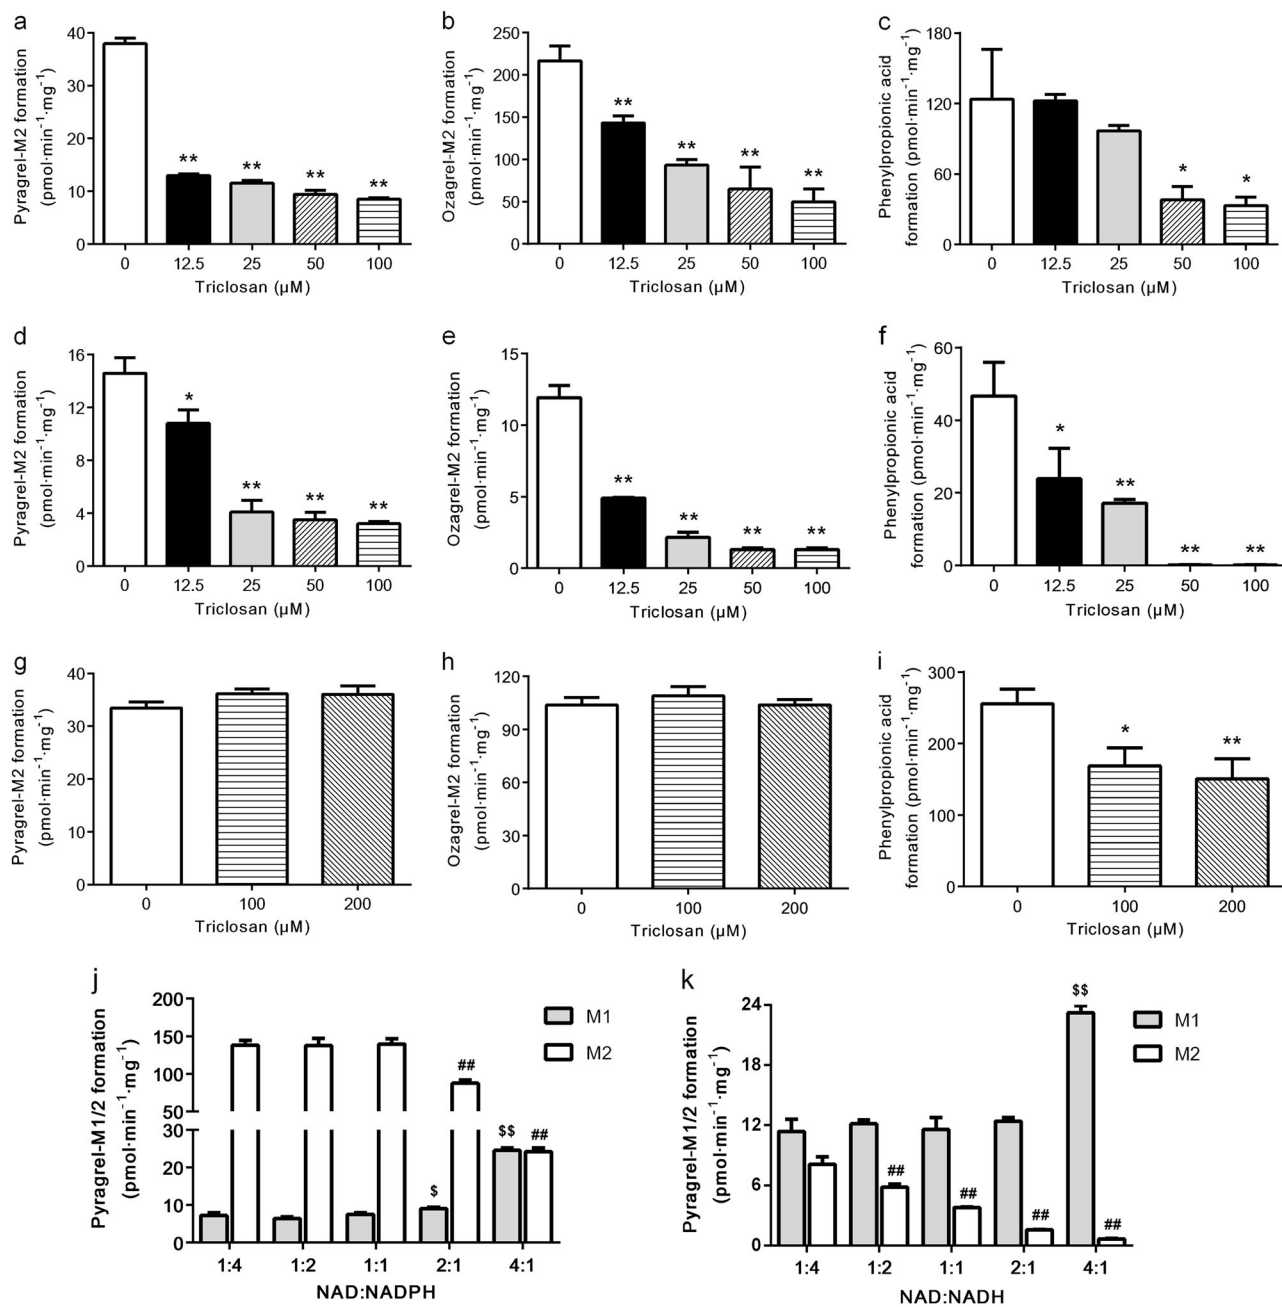 a
Pyragrel-M2 formation
(pmol·min⁻¹·mg⁻¹)
40
30
20
10
0
**
**
**
**
0 12.5 25 50 100
Triclosan (µM)
b
Ozagrel-M2 formation
(pmol·min⁻¹·mg⁻¹)
250
200
150
100
50
0
**
**
**
**
0 12.5 25 50 100
Triclosan (µM)
c
Phenylpropionic acid
formation (pmol·min⁻¹·mg⁻¹)
180
120
60
0
*
*
0 12.5 25 50 100
Triclosan (µM)
d
Pyragrel-M2 formation
(pmol·min⁻¹·mg⁻¹)
16
12
8
4
0
*
**
**
**
0 12.5 25 50 100
Triclosan (µM)
e
Ozagrel-M2 formation
(pmol·min⁻¹·mg⁻¹)
15
10
5
0
**
**
**
**
0 12.5 25 50 100
Triclosan (µM)
f
Phenylpropionic acid
formation (pmol·min⁻¹·mg⁻¹)
60
40
20
0
*
**
**
**
0 12.5 25 50 100
Triclosan (µM)
g
Pyragrel-M2 formation
(pmol·min⁻¹·mg⁻¹)
40
30
20
10
0
0 100 200
Triclosan (µM)
h
Ozagrel-M2 formation
(pmol·min⁻¹·mg⁻¹)
120
90
60
30
0
0 100 200
Triclosan (µM)
i
Phenylpropionic acid
formation (pmol·min⁻¹·mg⁻¹)
300
200
100
0
*
**
0 100 200
Triclosan (µM)
j
Pyragrel-M1/2 formation
(pmol·min⁻¹·mg⁻¹)
200
150
100
50
30
20
10
0
$
##
$$
##
M1
M2
1:4 1:2 1:1 2:1 4:1
NAD:NADPH
k
Pyragrel-M1/2 formation
(pmol·min⁻¹·mg⁻¹)
24
18
12
6
0
##
##
##
$$
##
M1
M2
1:4 1:2 1:1 2:1 4:1
NAD:NADH